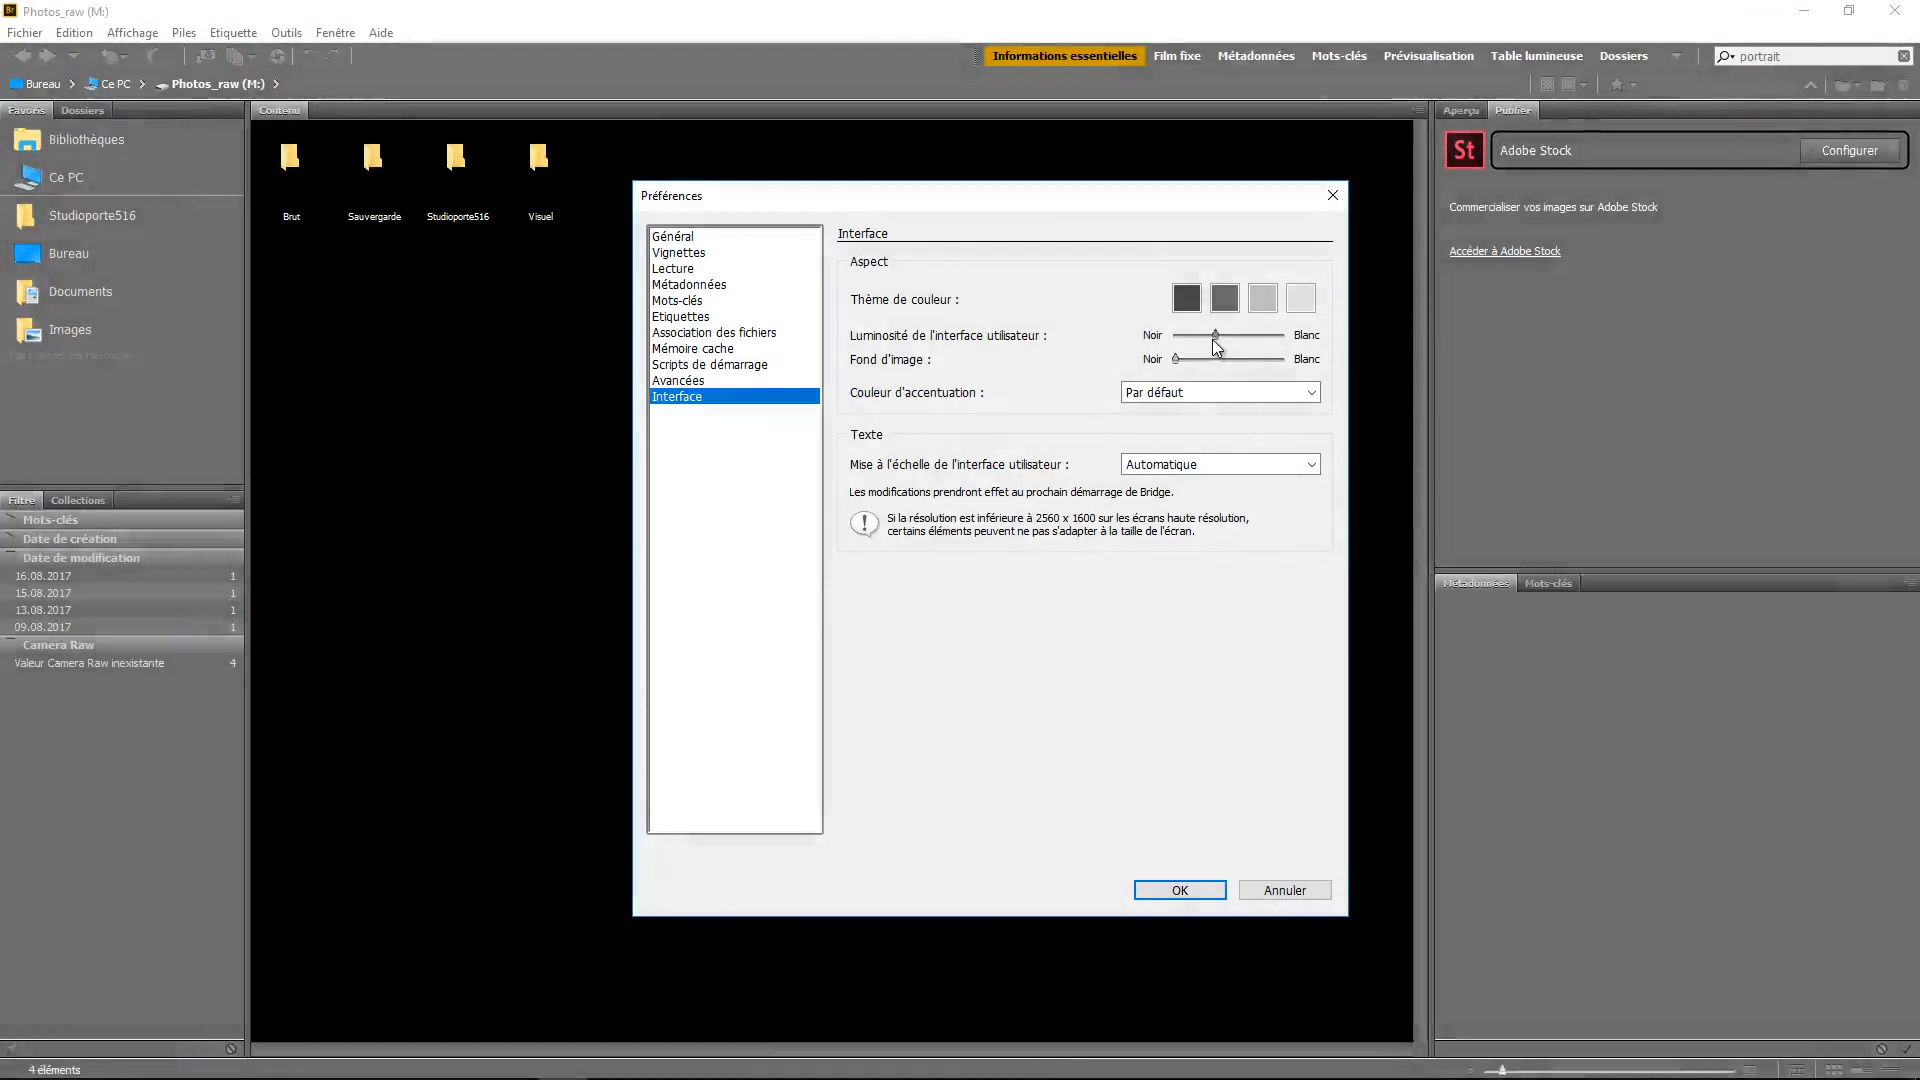 Br Photos_raw (M:)
Fichier Edition Affichage Piles Etiquette Outils Fenêtre Aide
Informations essentielles Film fixe Métadonnées Mots-clés Prévisualisation Table lumineuse Dossiers portrait
Bureau Ce PC Photos_raw (M:)
Favoris Dossiers
Bibliothèques
Ce PC
Studioporte516
Bureau
Documents
Images
Filtre Collections
Mots-clés
Date de création
Date de modification
16.08.2017 1
15.08.2017 1
13.08.2017 1
09.08.2017 1
Camera Raw
Valeur Camera Raw inexistante 4
4 éléments
Contenu
Brut Sauvergarde Studioporte516 Visuel
Préférences
Général
Vignettes
Lecture
Métadonnées
Mots-clés
Etiquettes
Association des fichiers
Mémoire cache
Scripts de démarrage
Avancées
Interface
Interface
Aspect
Thème de couleur :
Luminosité de l'interface utilisateur : Noir Blanc
Fond d'image : Noir Blanc
Couleur d'accentuation : Par défaut
Texte
Mise à l'échelle de l'interface utilisateur : Automatique
Les modifications prendront effet au prochain démarrage de Bridge.
Si la résolution est inférieure à 2560 x 1600 sur les écrans haute résolution,
certains éléments peuvent ne pas s'adapter à la taille de l'écran.
OK Annuler
Aperçu Publier
St Adobe Stock Configurer
Commercialiser vos images sur Adobe Stock
Accéder à Adobe Stock
Métadonnées Mots-clés